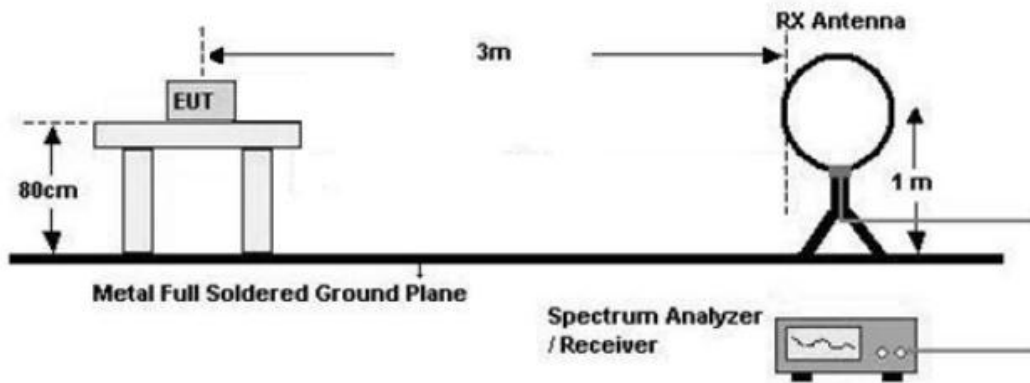 RX Antenna
3m
EUT
80cm
1 m
Metal Full Soldered Ground Plane
Spectrum Analyzer
/ Receiver